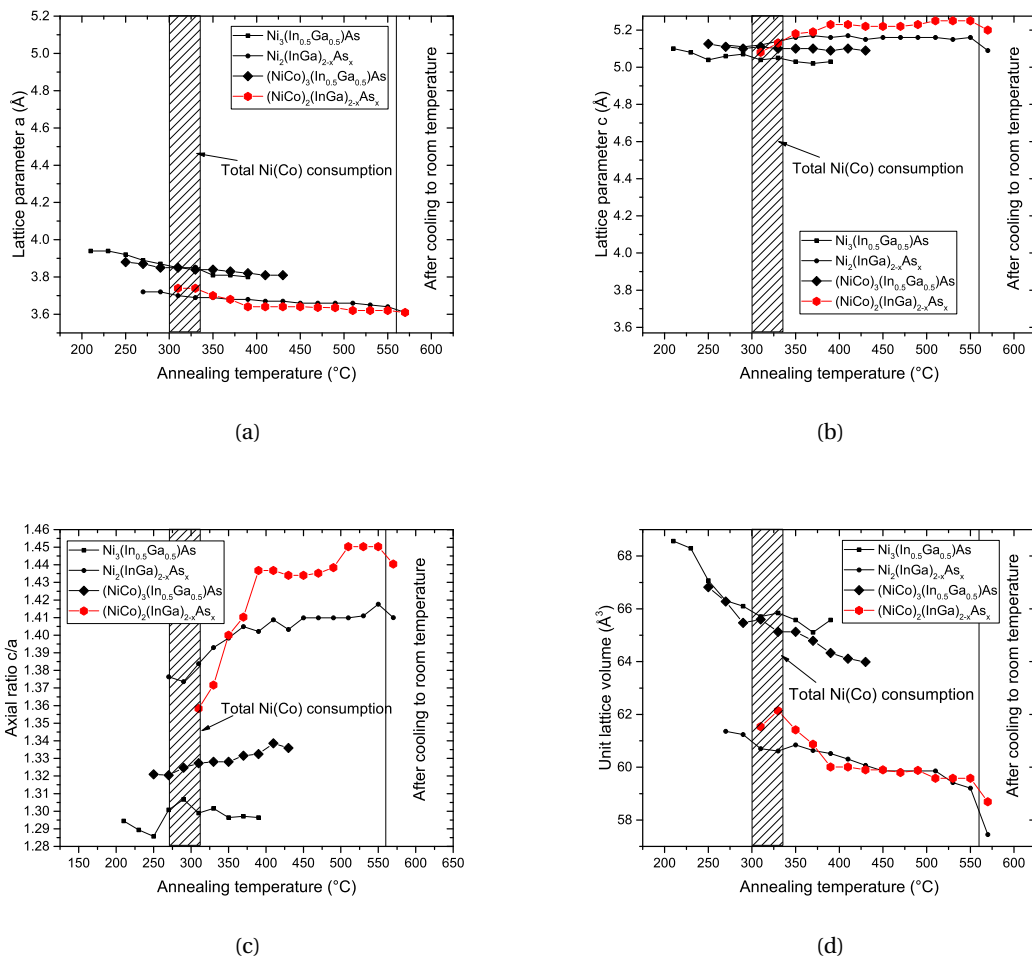 5.2
5.0
4.8
4.6
4.4
4.2
4.0
3.8
3.6
Lattice parameter a (Å)
Ni₃(In₀.₅Ga₀.₅)As
Ni₂(InGa)₂₋ₓAsₓ
(NiCo)₃(In₀.₅Ga₀.₅)As
(NiCo)₂(InGa)₂₋ₓAsₓ
Total Ni(Co) consumption
After cooling to room temperature
200 250 300 350 400 450 500 550 600
Annealing temperature (°C)
(a)
5.2
5.0
4.8
4.6
4.4
4.2
4.0
3.8
3.6
Lattice parameter c (Å)
Total Ni(Co) consumption
Ni₃(In₀.₅Ga₀.₅)As
Ni₂(InGa)₂₋ₓAsₓ
(NiCo)₃(In₀.₅Ga₀.₅)As
(NiCo)₂(InGa)₂₋ₓAsₓ
After cooling to room temperature
200 250 300 350 400 450 500 550 600
Annealing temperature (°C)
(b)
1.46
1.45
1.44
1.43
1.42
1.41
1.40
1.39
1.38
1.37
1.36
1.35
1.34
1.33
1.32
1.31
1.30
1.29
1.28
Axial ratio c/a
Ni₃(In₀.₅Ga₀.₅)As
Ni₂(InGa)₂₋ₓAsₓ
(NiCo)₃(In₀.₅Ga₀.₅)As
(NiCo)₂(InGa)₂₋ₓAsₓ
Total Ni(Co) consumption
After cooling to room temperature
150 200 250 300 350 400 450 500 550 600 650
Annealing temperature (°C)
(c)
68
66
64
62
60
58
Unit lattice volume (Å³)
Ni₃(In₀.₅Ga₀.₅)As
Ni₂(InGa)₂₋ₓAsₓ
(NiCo)₃(In₀.₅Ga₀.₅)As
(NiCo)₂(InGa)₂₋ₓAsₓ
Total Ni(Co) consumption
After cooling to room temperature
200 250 300 350 400 450 500 550 600
Annealing temperature (°C)
(d)